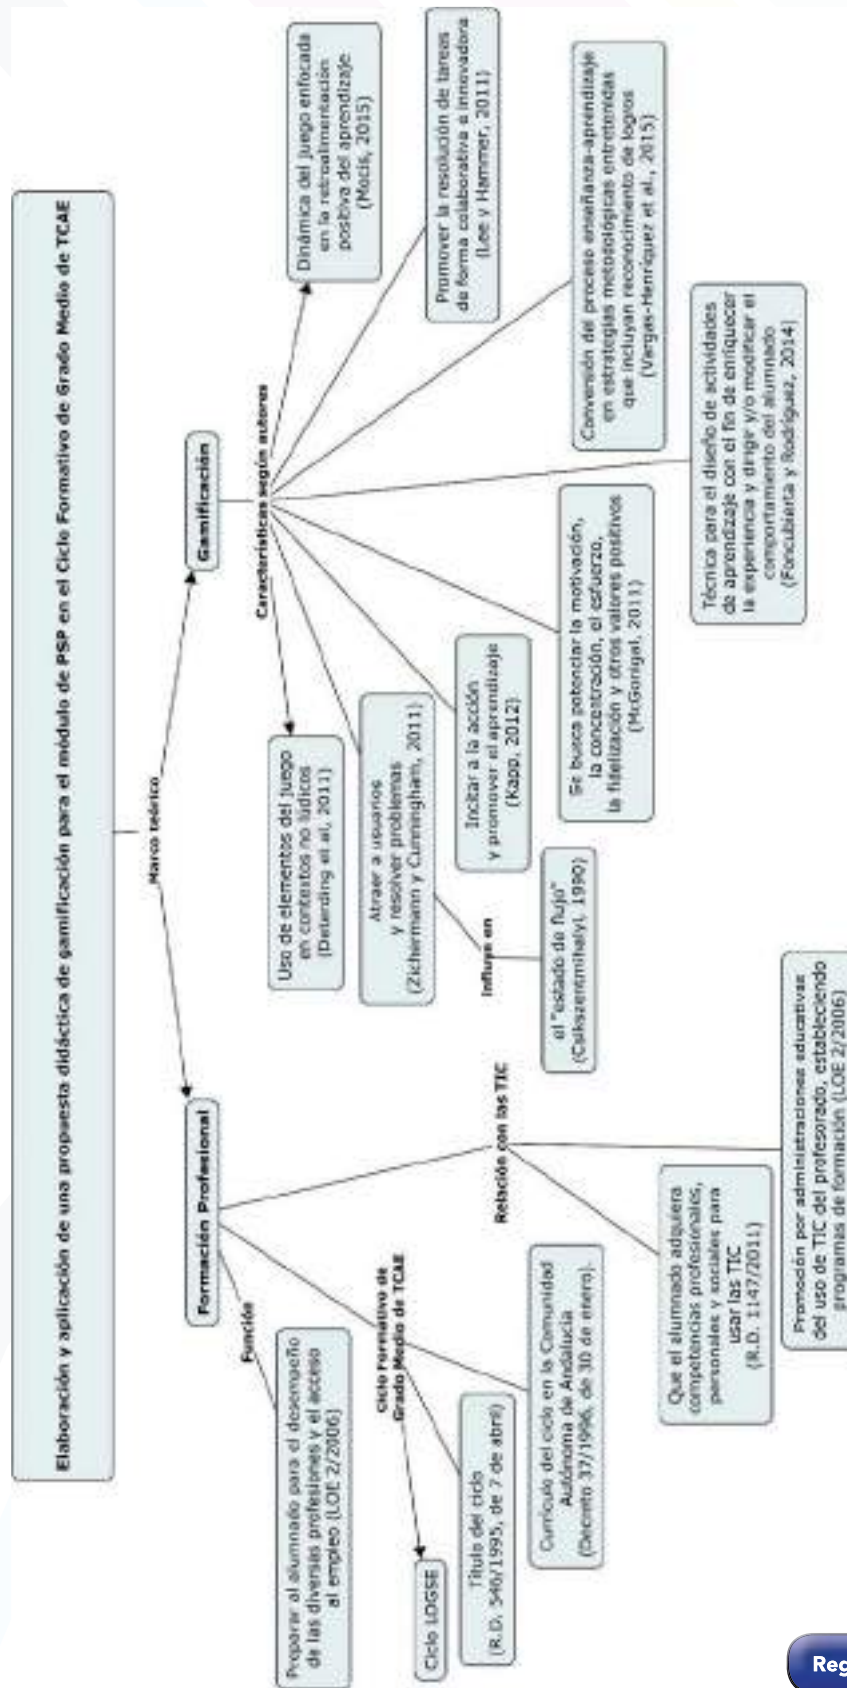 Elaboración y aplicación de una propuesta didáctica de gamificación para el módulo de PSP en el Ciclo Formativo de Grado Medio de TCAE
Marco teórico
Formación Profesional
Función
Preparar al alumnado para el desempeño
de las diversas profesiones y el acceso
al empleo (LOE 2/2006)
Ciclo Formativo de
Grado Medio de TCAE
Ciclo LOGSE
Título del ciclo
(R.D. 546/1995, de 7 de abril)
Currículo del ciclo en la Comunidad
Autónoma de Andalucía
(Decreto 37/1996, de 30 de enero).
Relación con las TIC
Que el alumnado adquiera
competencias profesionales,
personales y sociales para
usar las TIC
(R.D. 1147/2011)
Promoción por administraciones educativas
del uso de TIC del profesorado, estableciendo
programas de formación (LOE 2/2006)
Gamificación
Características según autores
Uso de elementos del juego
en contextos no lúdicos
(Deterding et al, 2011)
Atraer a usuarios
y resolver problemas
(Zichermann y Cunningham, 2011)
Influye en
el "estado de flujo"
(Csikszentmihalyi, 1990)
Incitar a la acción
y promover el aprendizaje
(Kapp, 2012)
Se busca potenciar la motivación,
la concentración, el esfuerzo,
la fidelización y otros valores positivos
(McGonigal, 2011)
Técnica para el diseño de actividades
de aprendizaje con el fin de enriquecer
la experiencia y dirigir y/o modificar el
comportamiento del alumnado
(Foncubierta y Rodríguez, 2014)
Conversión del proceso enseñanza-aprendizaje
en estrategias metodológicas entretenidas
que incluyan reconocimiento de logros
(Vargas-Henríquez et al., 2015)
Promover la resolución de tareas
de forma colaborativa e innovadora
(Lee y Hammer, 2011)
Dinámica del juego enfocada
en la retroalimentación
positiva del aprendizaje
(Mocis, 2015)
Reg